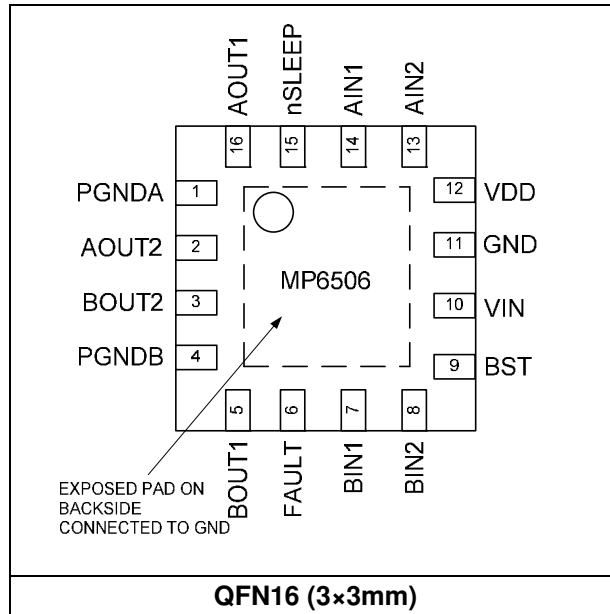 AOUT1
nSLEEP
AIN1
AIN2
16
15
14
13
PGNDA
1
12
VDD
AOUT2
2
11
GND
MP6506
BOUT2
3
10
VIN
PGNDB
4
9
BST
5
6
7
8
BOUT1
FAULT
BIN1
BIN2
EXPOSED PAD ON
BACKSIDE
CONNECTED TO GND
QFN16 (3×3mm)